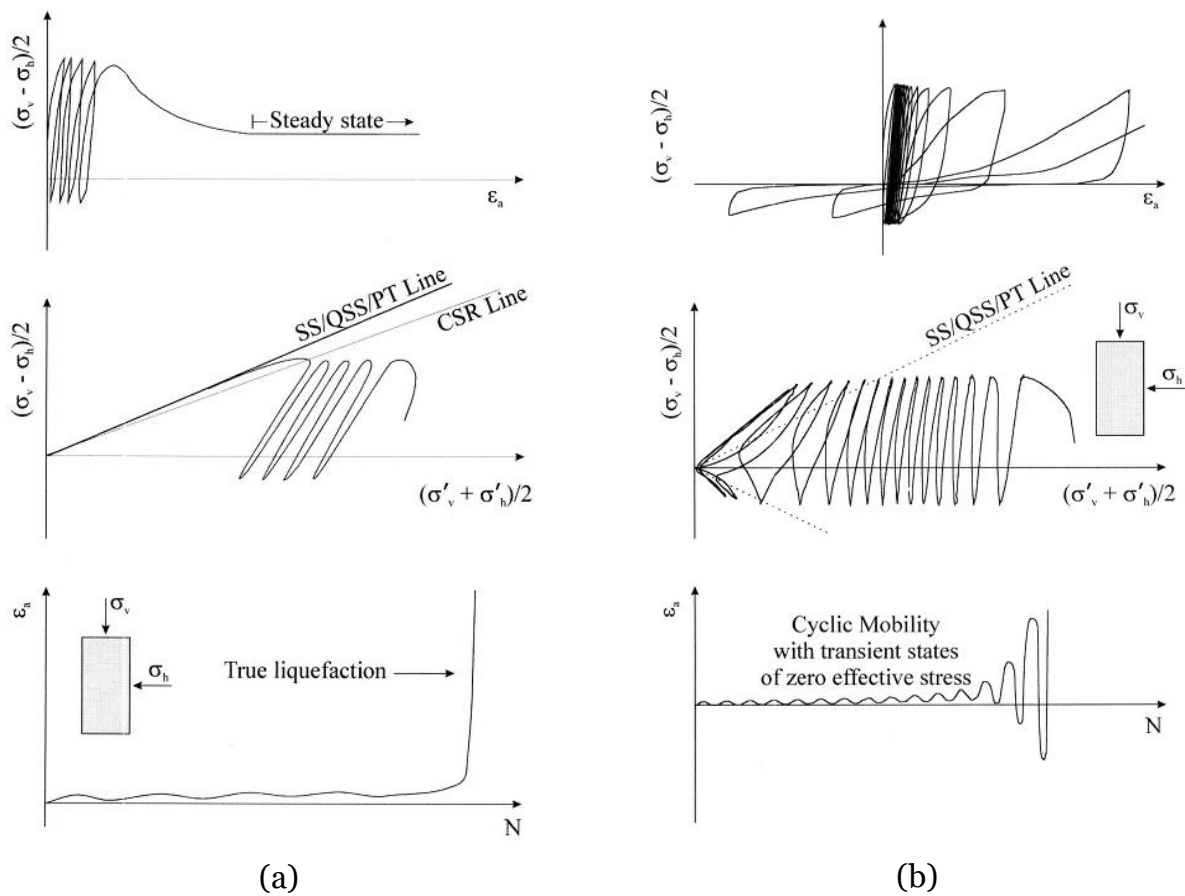 (σᵥ - σₕ)/2
⊢Steady state→
εₐ
(σᵥ - σₕ)/2
SS/QSS/PT Line
CSR Line
(σ′ᵥ + σ′ₕ)/2
εₐ
σᵥ
σₕ
True liquefaction
N
(a)
(σᵥ - σₕ)/2
εₐ
(σᵥ - σₕ)/2
SS/QSS/PT Line
σᵥ
σₕ
(σ′ᵥ + σ′ₕ)/2
εₐ
Cyclic Mobility
with transient states
of zero effective stress
N
(b)